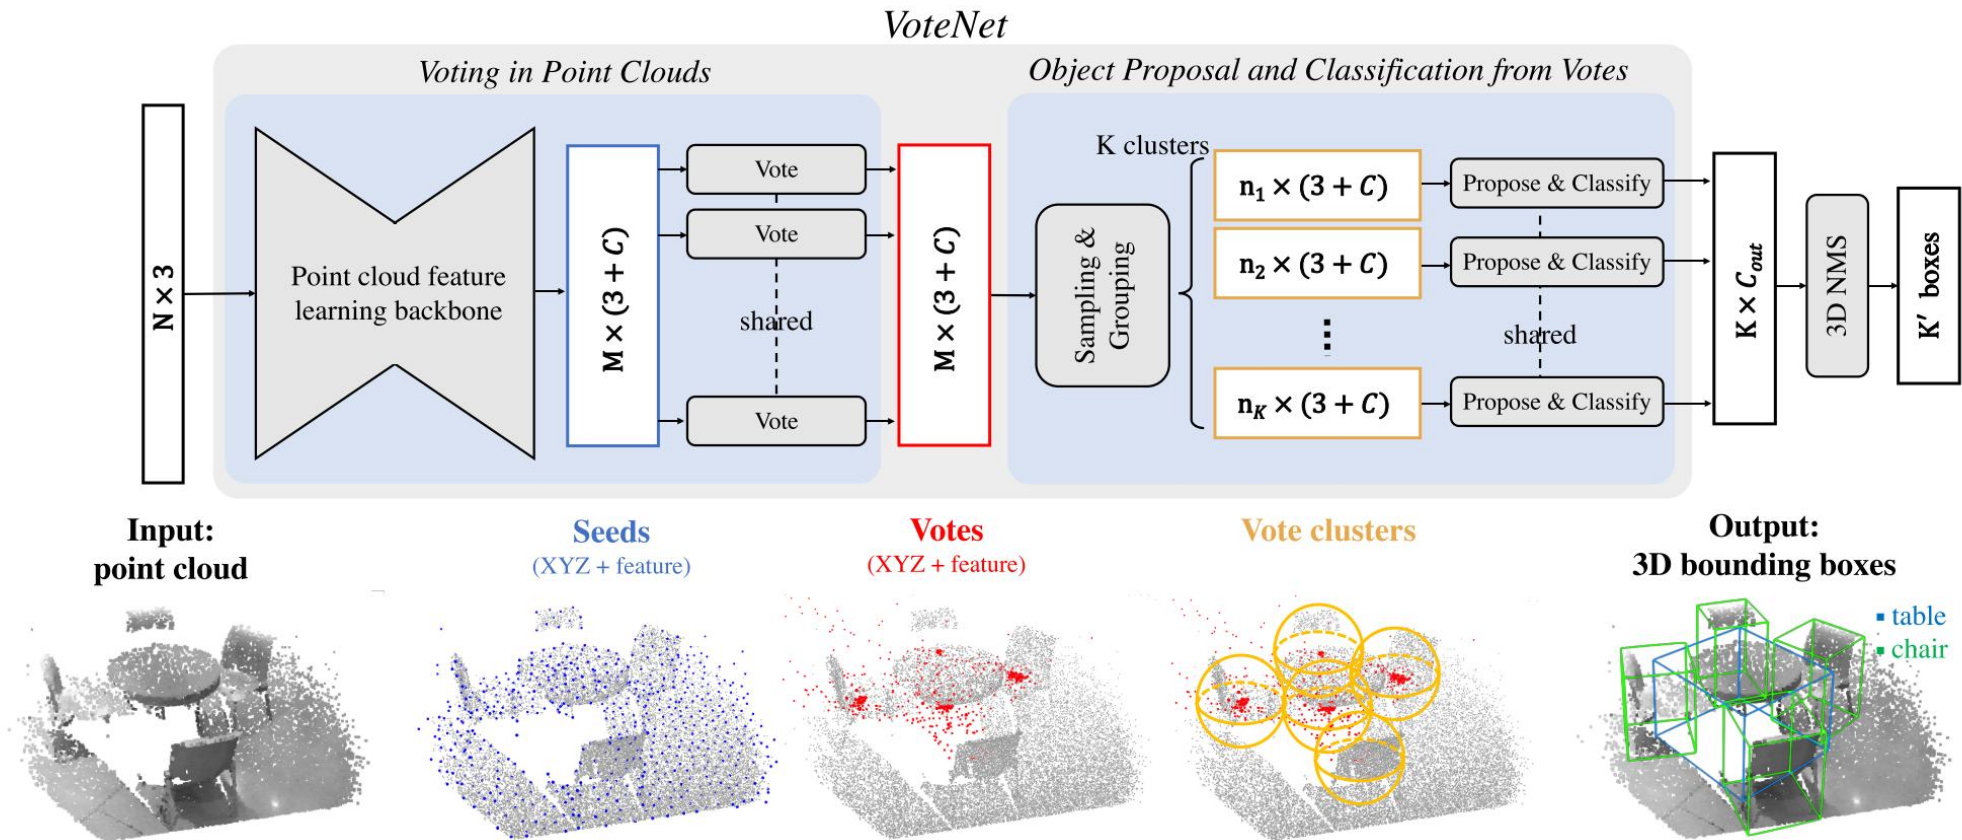 VoteNet
Voting in Point Clouds
Object Proposal and Classification from Votes
N × 3
Point cloud feature
learning backbone
M × (3 + C)
Vote
Vote
shared
Vote
M × (3 + C)
Sampling &
Grouping
K clusters
n₁ × (3 + C)
n₂ × (3 + C)
⋮
n_K × (3 + C)
Propose & Classify
Propose & Classify
shared
Propose & Classify
K × C_out
3D NMS
K′ boxes
Input:
point cloud
Seeds
(XYZ + feature)
Votes
(XYZ + feature)
Vote clusters
Output:
3D bounding boxes
table
chair